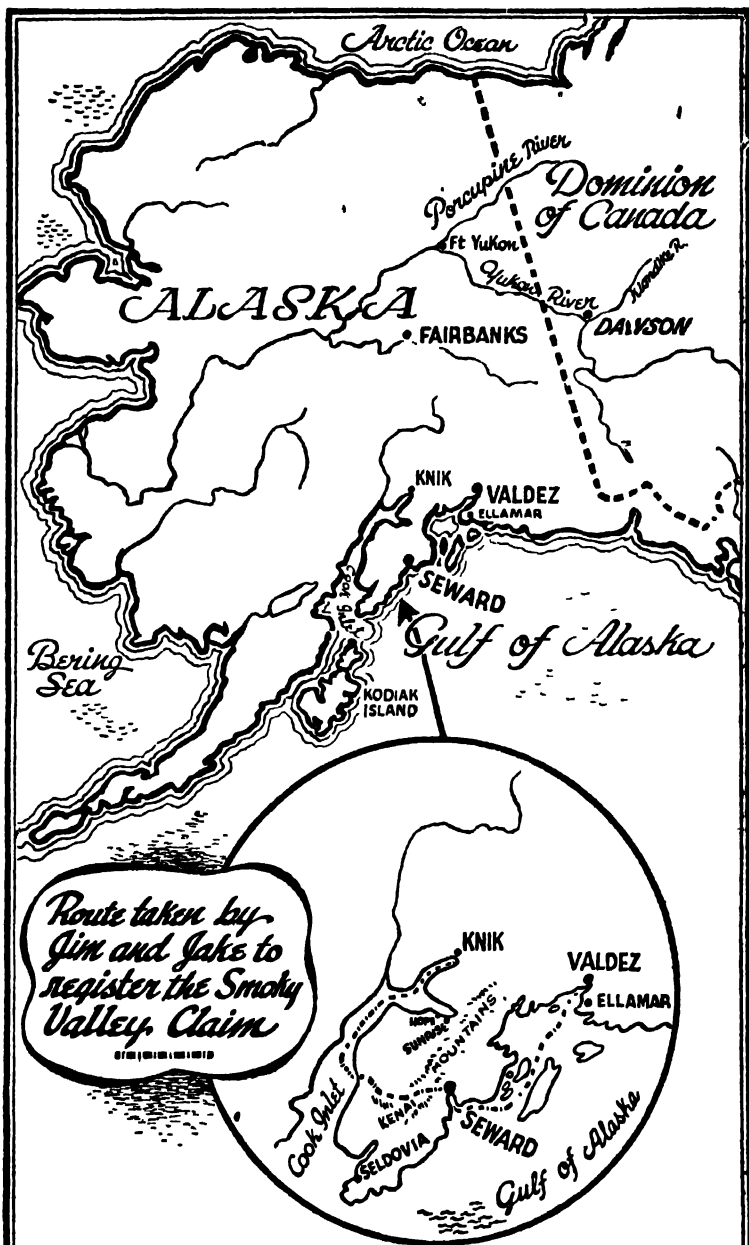 Arctic Ocean
Porcupine River
Dominion
of Canada
Ft Yukon
Yukon River
Klondike R.
ALASKA
DAWSON
FAIRBANKS
KNIK
VALDEZ
ELLAMAR
SEWARD
Cook Inlet
Gulf of Alaska
Bering
Sea
KODIAK
ISLAND
Route taken by
Jim and Jake to
register the Smoky
Valley Claim
KNIK
VALDEZ
ELLAMAR
HOPE
SUNRISE
MOUNTAINS
KENAI
SEWARD
Cook Inlet
SELDOVIA
Gulf of Alaska